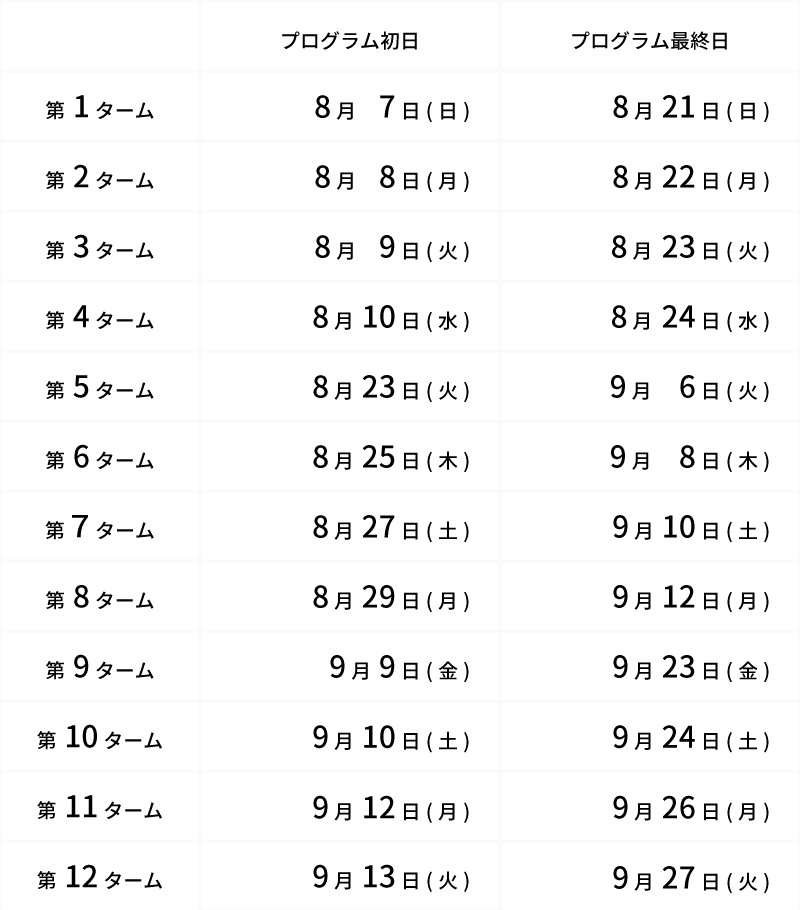 プログラム初日 プログラム最終日
第1ターム 8月 7日(日) 8月21日(日)
第2ターム 8月 8日(月) 8月22日(月)
第3ターム 8月 9日(火) 8月23日(火)
第4ターム 8月10日(水) 8月24日(水)
第5ターム 8月23日(火) 9月 6日(火)
第6ターム 8月25日(木) 9月 8日(木)
第7ターム 8月27日(土) 9月10日(土)
第8ターム 8月29日(月) 9月12日(月)
第9ターム 9月9日(金) 9月23日(金)
第10ターム 9月10日(土) 9月24日(土)
第11ターム 9月12日(月) 9月26日(月)
第12ターム 9月13日(火) 9月27日(火)